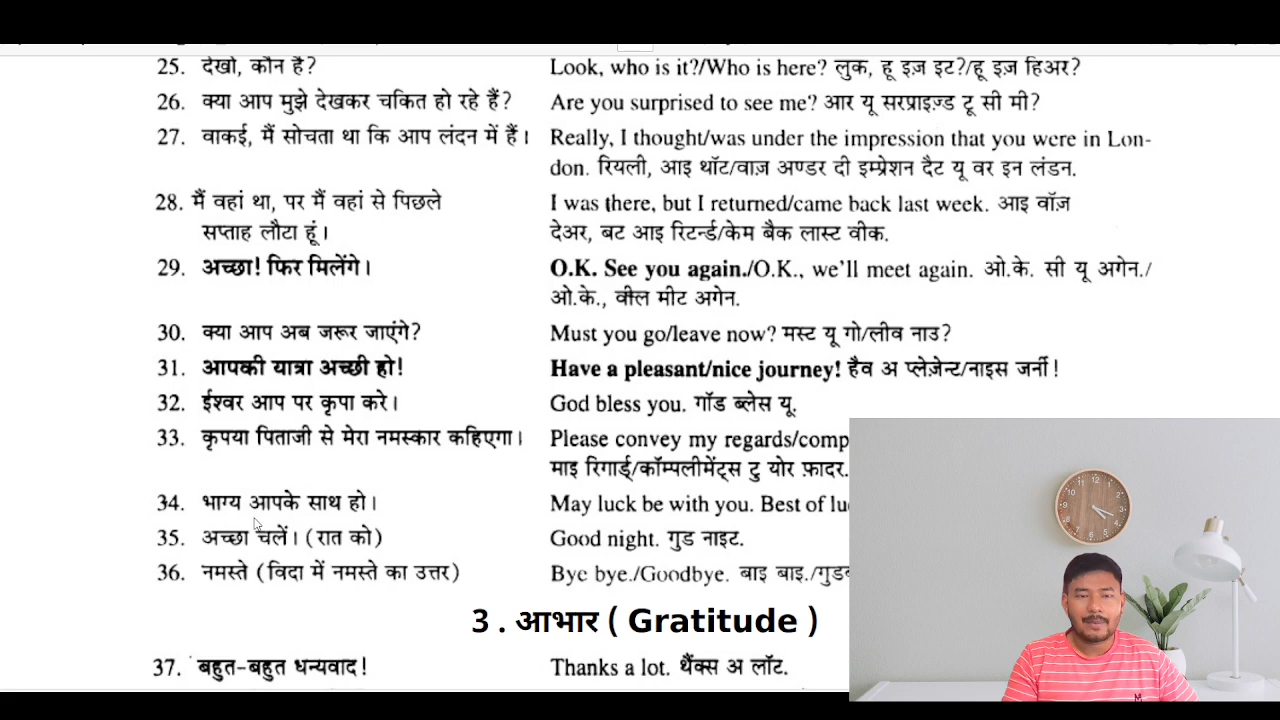 25. देखो, कौन है? Look, who is it?/Who is here? लुक, हू इज़ इट?/हू इज़ हिअर?
26. क्या आप मुझे देखकर चकित हो रहे हैं? Are you surprised to see me? आर यू सरप्राइज़्ड टू सी मी?
27. वाकई, मैं सोचता था कि आप लंदन में हैं। Really, I thought/was under the impression that you were in Lon-
don. रियली, आइ थॉट/वाज़ अण्डर दी इम्प्रेशन दैट यू वर इन लंडन.
28. मैं वहां था, पर मैं वहां से पिछले I was there, but I returned/came back last week. आइ वॉज़
सप्ताह लौटा हूं। देअर, बट आइ रिटर्न्ड/केम बैक लास्ट वीक.
29. अच्छा! फिर मिलेंगे। O.K. See you again./O.K., we'll meet again. ओ.के. सी यू अगेन./
ओ.के., वील मीट अगेन.
30. क्या आप अब जरूर जाएंगे? Must you go/leave now? मस्ट यू गो/लीव नाउ?
31. आपकी यात्रा अच्छी हो! Have a pleasant/nice journey! हैव अ प्लेज़ेन्ट/नाइस जर्नी!
32. ईश्वर आप पर कृपा करे। God bless you. गॉड ब्लेस यू.
33. कृपया पिताजी से मेरा नमस्कार कहिएगा। Please convey my regards/comp
माइ रिगार्ड्/कॉम्पलीमेंट्स टु योर फ़ादर.
34. भाग्य आपके साथ हो। May luck be with you. Best of lu
35. अच्छा चलें। (रात को) Good night. गुड नाइट.
36. नमस्ते (विदा में नमस्ते का उत्तर) Bye bye./Goodbye. बाइ बाइ./गुड
3 . आभार ( Gratitude )
37. बहुत-बहुत धन्यवाद! Thanks a lot. थैंक्स अ लॉट.